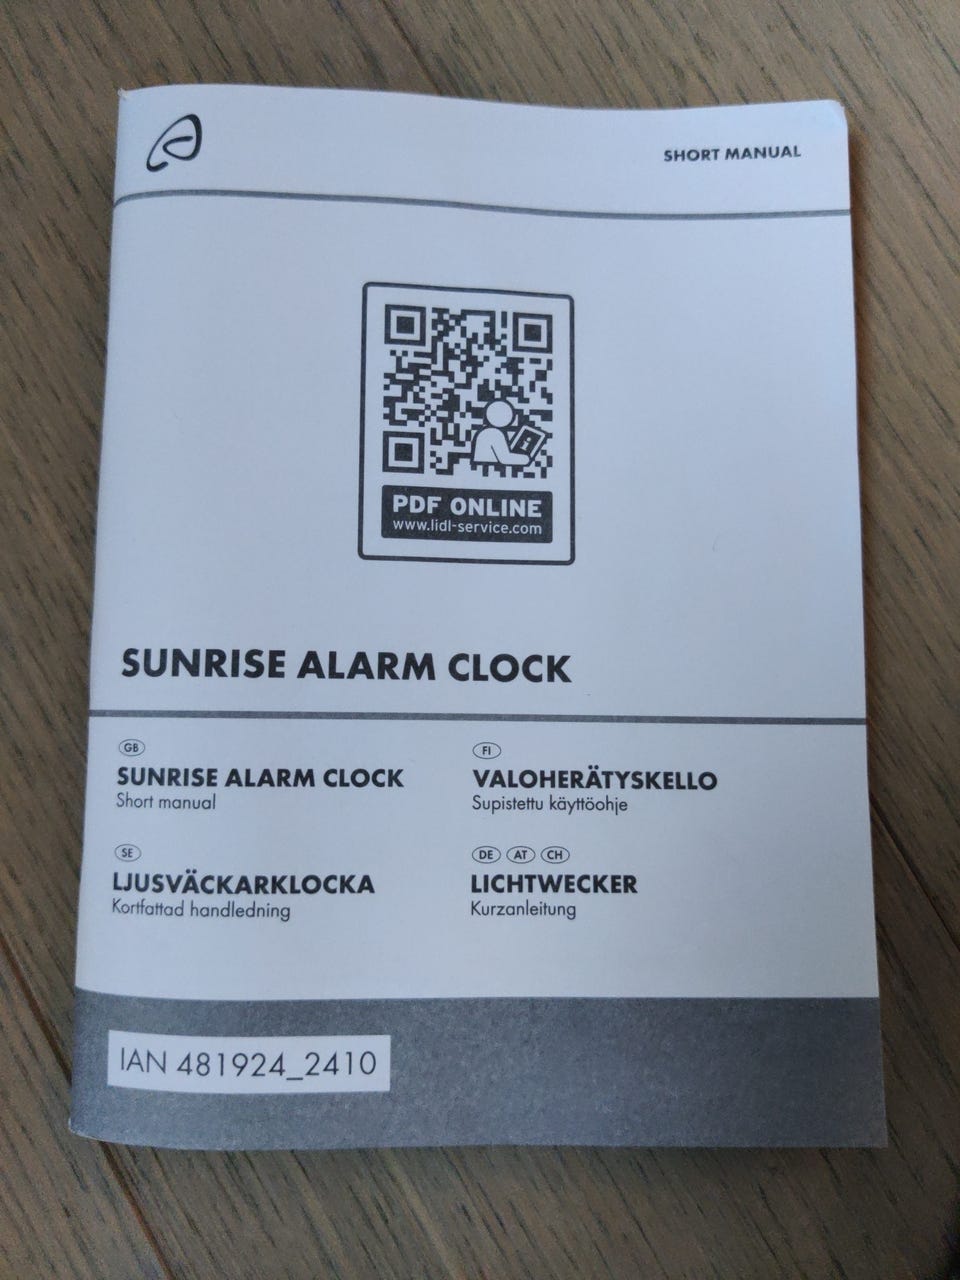 SHORT MANUAL
PDF ONLINE
www.lidl-service.com
SUNRISE ALARM CLOCK
GB
SUNRISE ALARM CLOCK
Short manual
FI
VALOHERÄTYSKELLO
Supistettu käyttöohje
SE
LJUSVÄCKARKLOCKA
Kortfattad handledning
DE AT CH
LICHTWECKER
Kurzanleitung
IAN 481924_2410